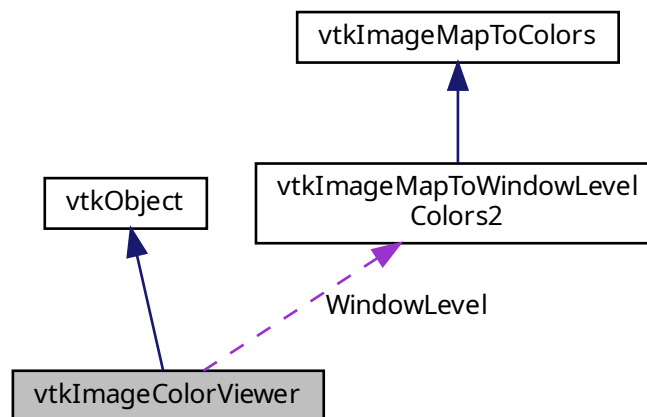 vtkImageMapToColors
vtkImageMapToWindowLevel
Colors2
vtkObject
WindowLevel
vtkImageColorViewer